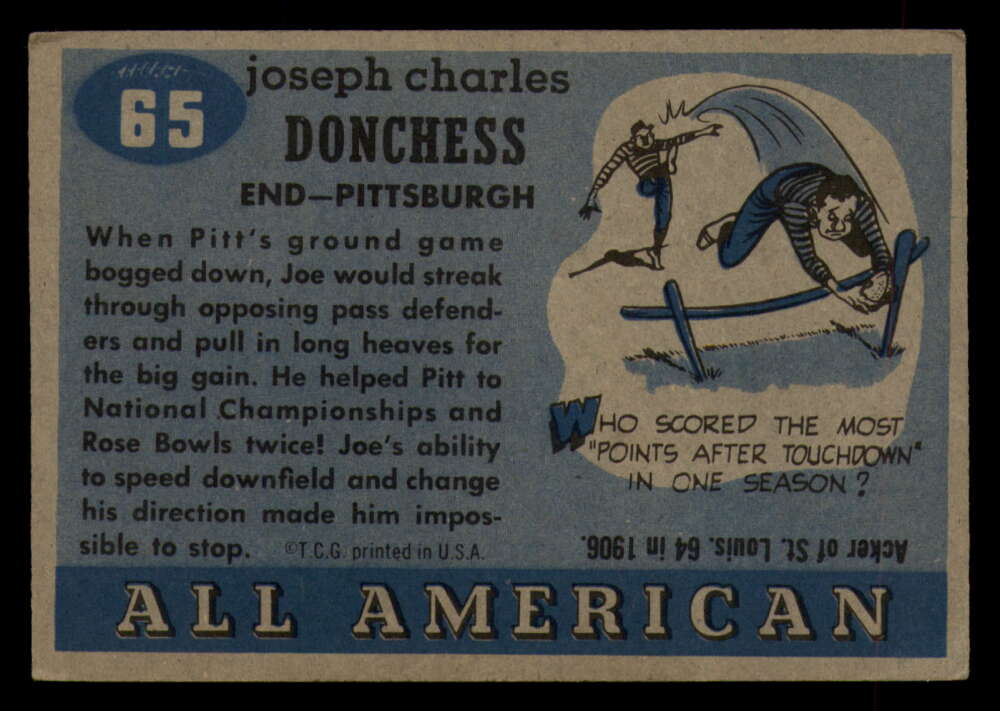 65
joseph charles
DONCHESS
END—PITTSBURGH
When Pitt's ground game
bogged down, Joe would streak
through opposing pass defend-
ers and pull in long heaves for
the big gain. He helped Pitt to
National Championships and
Rose Bowls twice! Joe's ability
to speed downfield and change
his direction made him impos-
sible to stop. ©T.C.G. printed in U.S.A.
WHO SCORED THE MOST
"POINTS AFTER TOUCHDOWN"
IN ONE SEASON?
Acker of St. Louis. 64 in 1906.
ALL AMERICAN